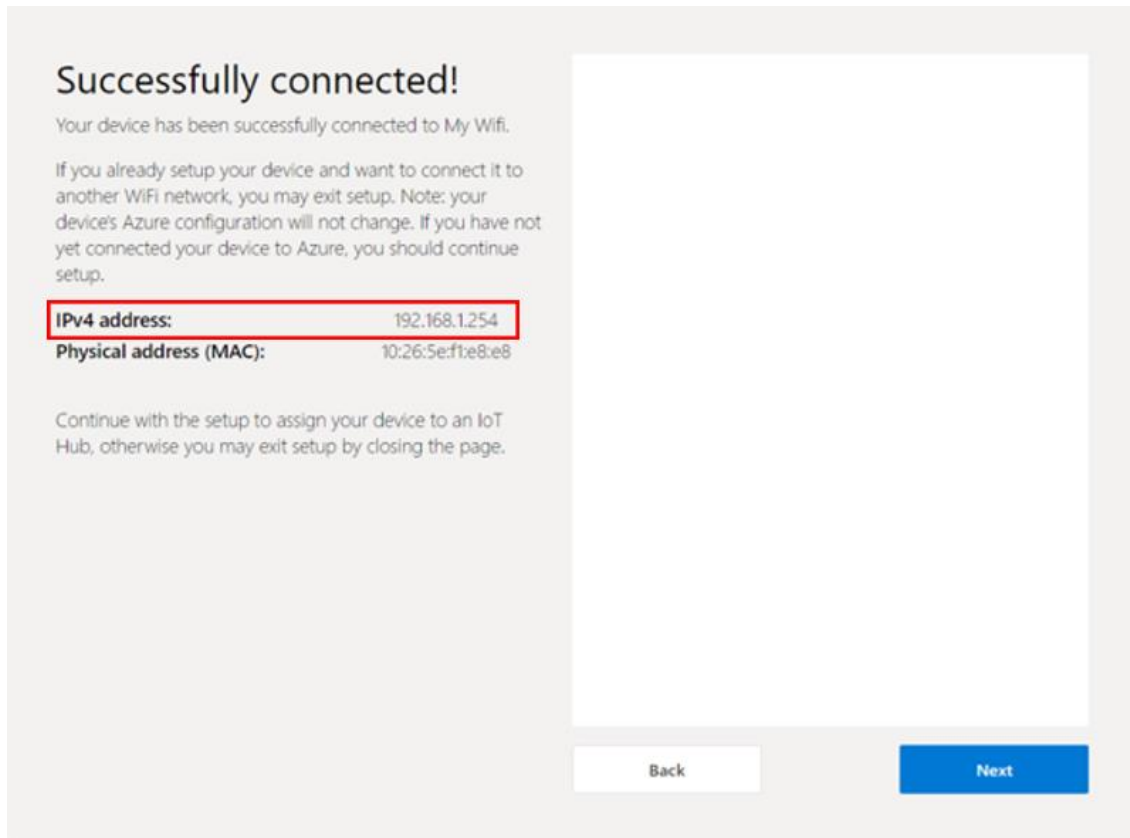 Successfully connected!
Your device has been successfully connected to My Wifi.
If you already setup your device and want to connect it to
another WiFi network, you may exit setup. Note: your
device's Azure configuration will not change. If you have not
yet connected your device to Azure, you should continue
setup.
IPv4 address: 192.168.1.254
Physical address (MAC): 10:26:5e:f1:e8:e8
Continue with the setup to assign your device to an IoT
Hub, otherwise you may exit setup by closing the page.
Back Next